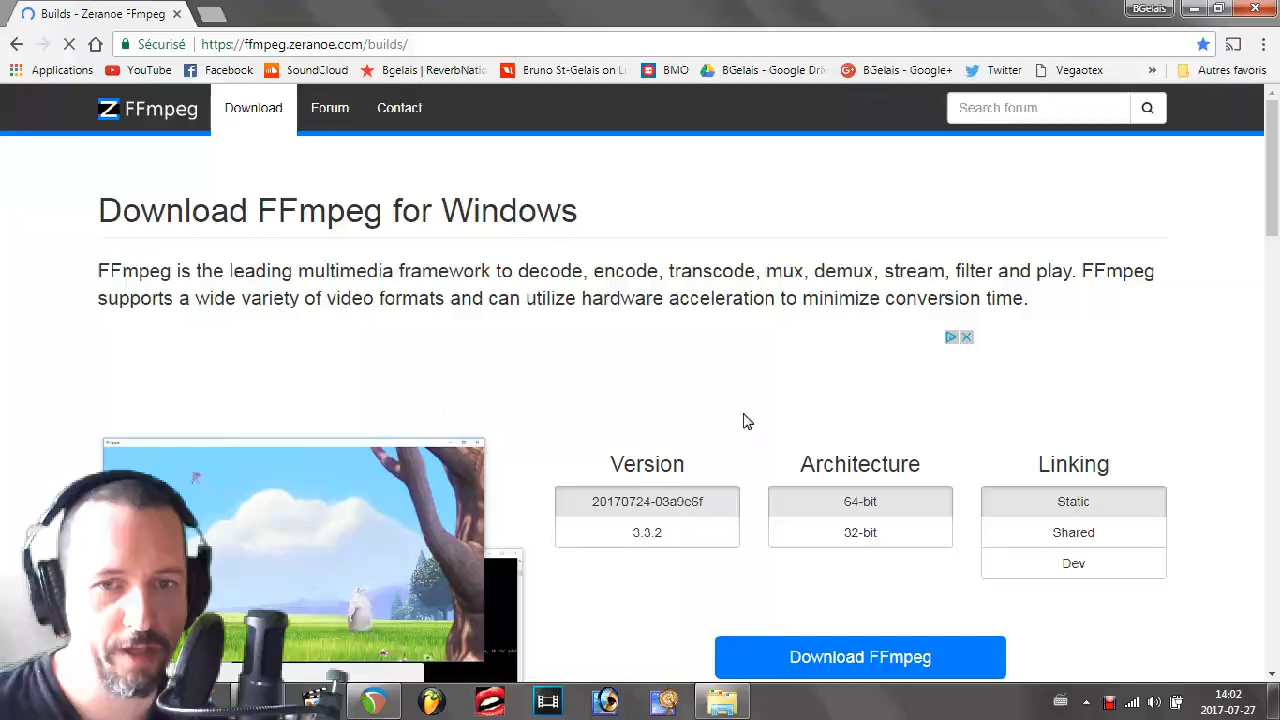 Builds - Zeranoe FFmpeg
BGelais
Sécurisé
https://ffmpeg.zeranoe.com/builds/
Applications
YouTube
Facebook
SoundCloud
Bgelais | ReverbNati
Bruno St-Gelais on L
BMO
BGelais - Google Driv
BGelais - Google+
Twitter
Vegaotex
»
Autres favoris
Z FFmpeg
Download
Forum
Contact
Search forum
Download FFmpeg for Windows
FFmpeg is the leading multimedia framework to decode, encode, transcode, mux, demux, stream, filter and play. FFmpeg
supports a wide variety of video formats and can utilize hardware acceleration to minimize conversion time.
Version
Architecture
Linking
20170724-03a9e6f
64-bit
Static
3.3.2
32-bit
Shared
Dev
Download FFmpeg
14:02
2017-07-27